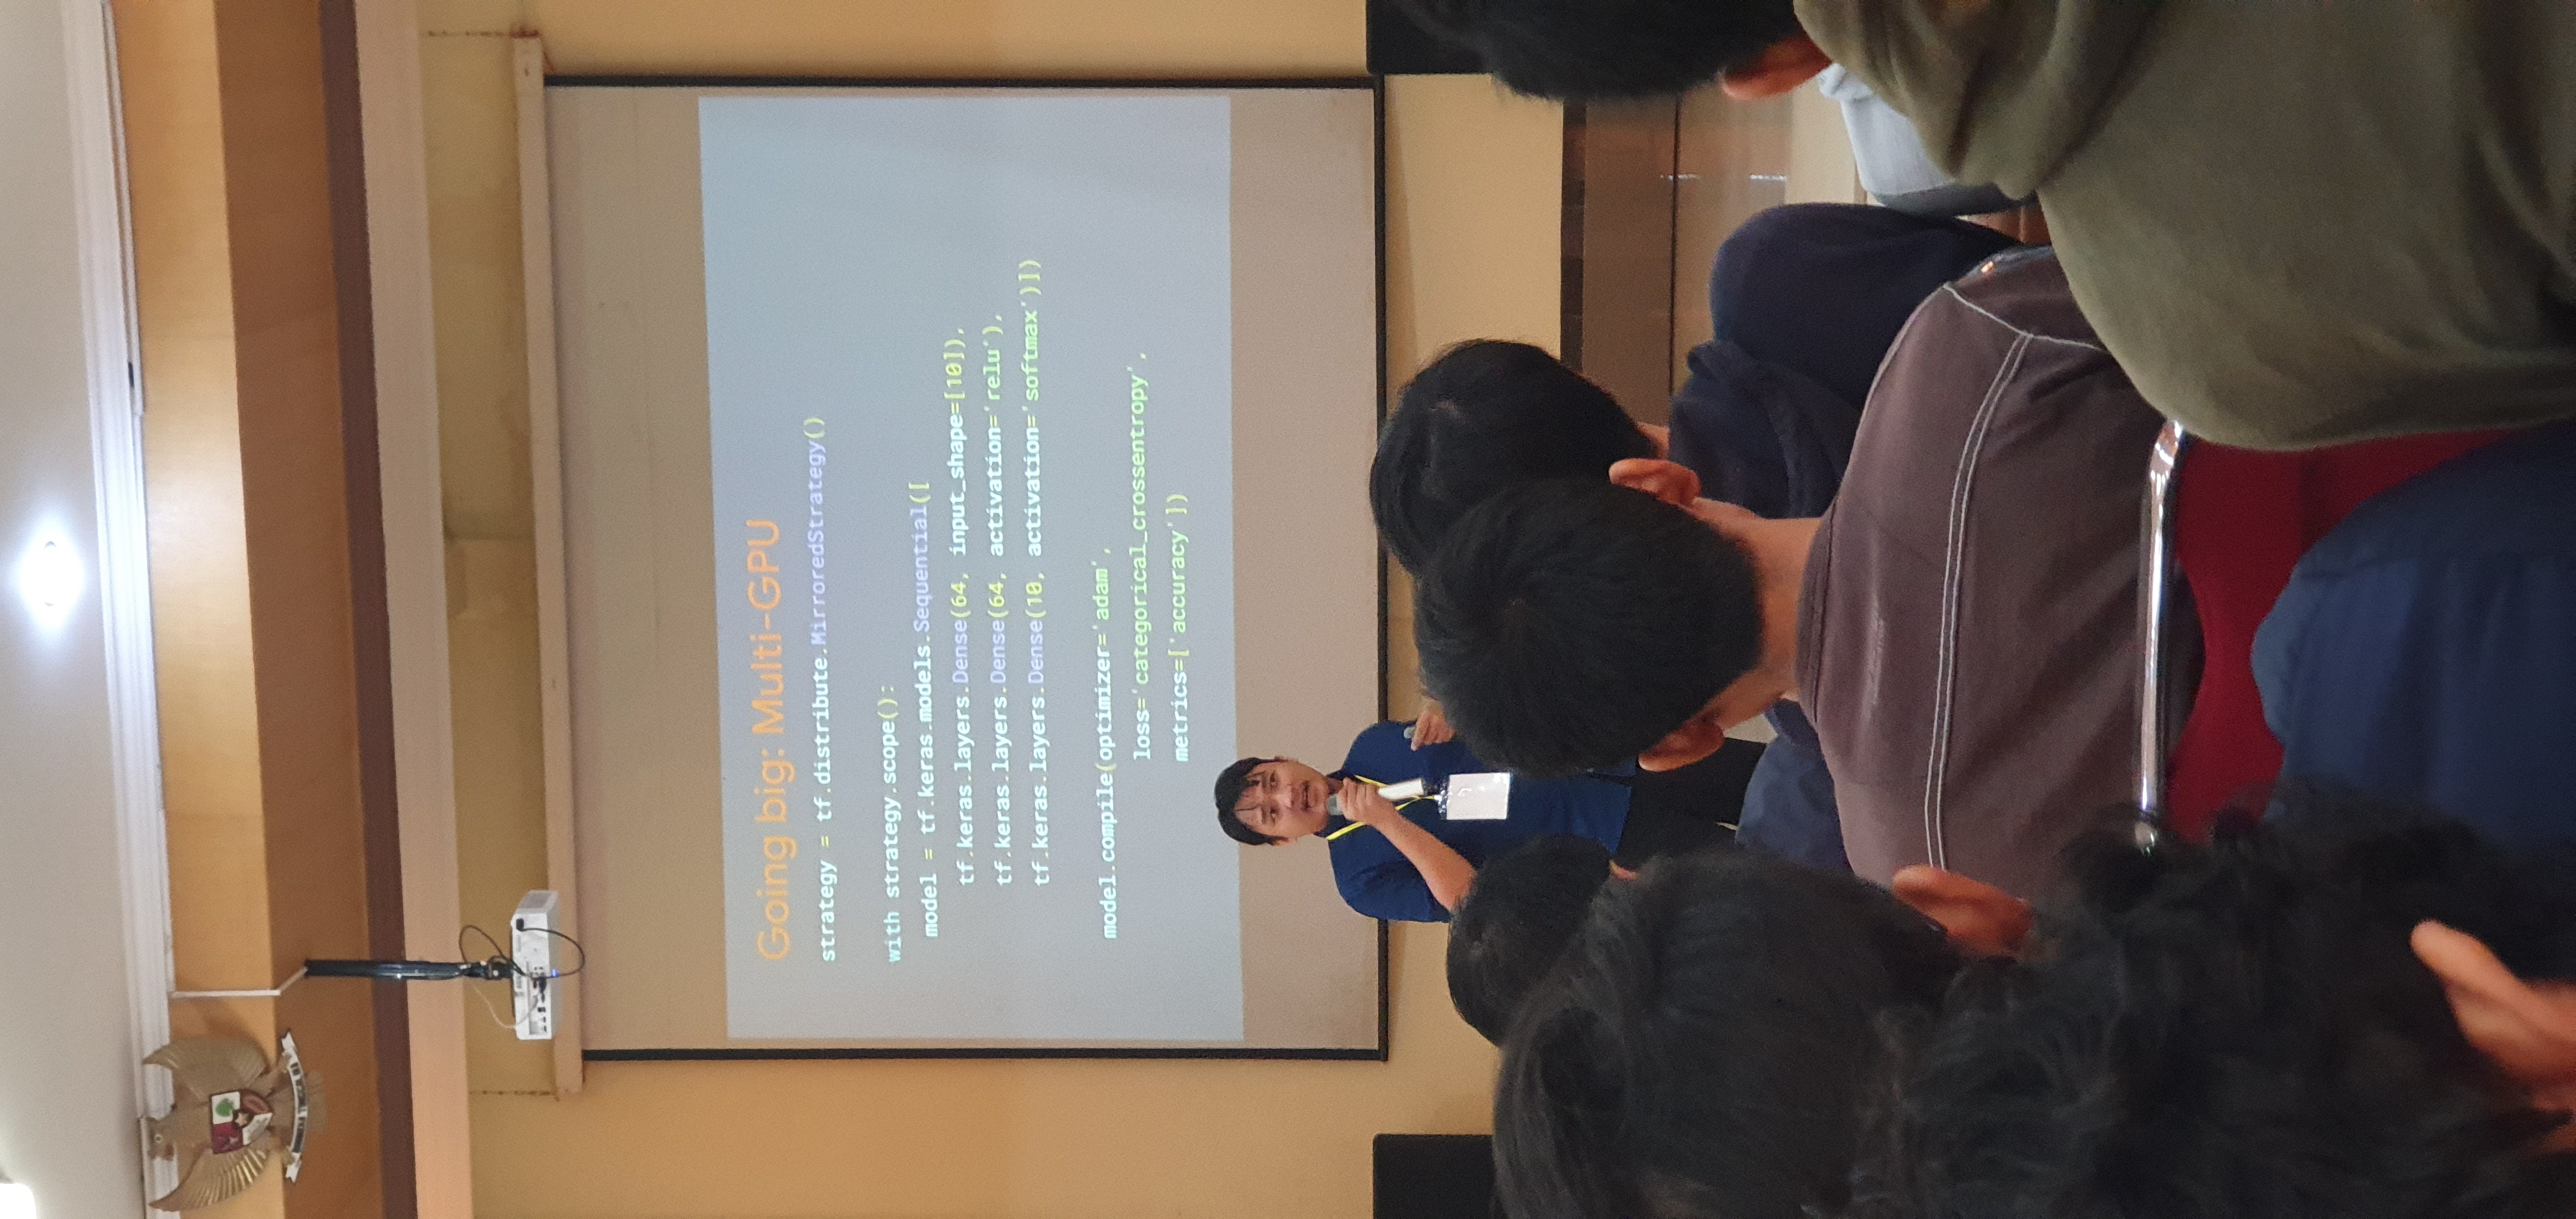 Going big: Multi-GPU
strategy = tf.distribute.MirroredStrategy()
with strategy.scope():
model = tf.keras.models.Sequential([
tf.keras.layers.Dense(64, input_shape=[10]),
tf.keras.layers.Dense(64, activation='relu'),
tf.keras.layers.Dense(10, activation='softmax')])
model.compile(optimizer='adam',
loss='categorical_crossentropy',
metrics=['accuracy'])